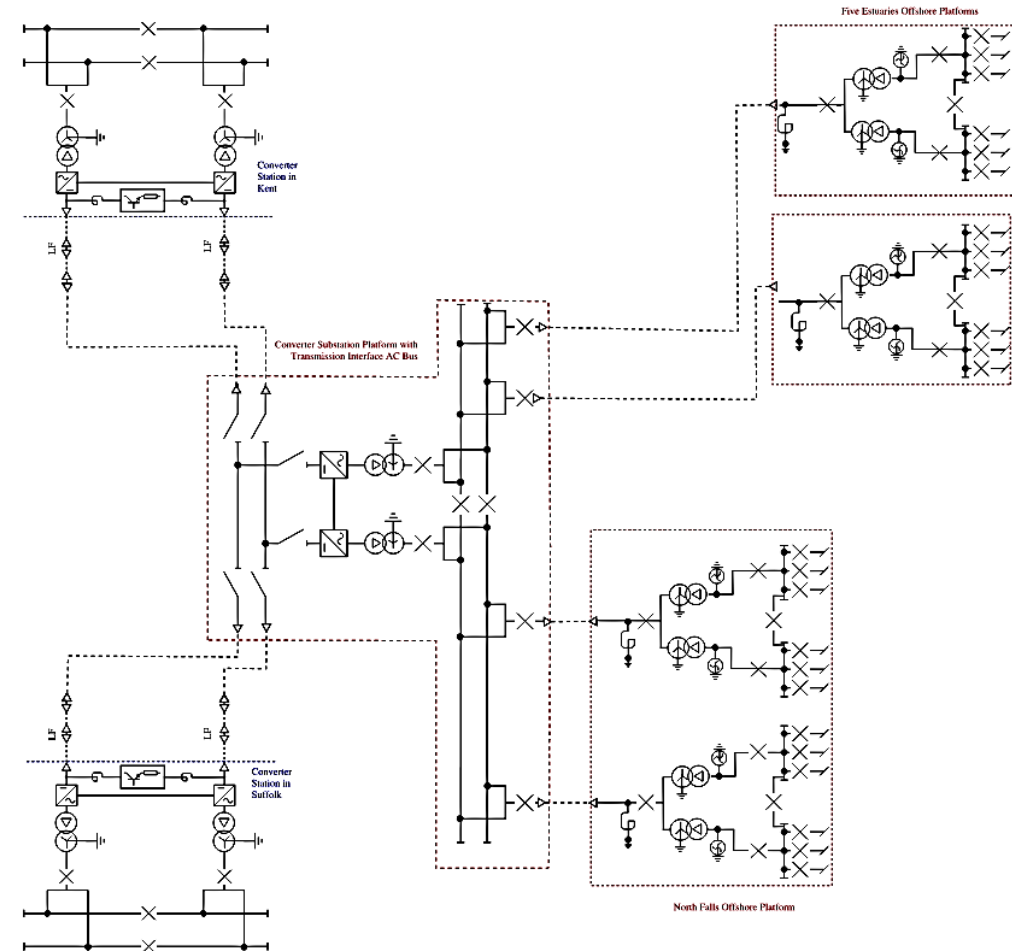 Five Estuaries Offshore Platforms
Converter
Station in
Kent
LF
LF
Converter Substation Platform with
Transmission Interface AC Bus
LF
LF
Converter
Station in
Suffolk
North Falls Offshore Platform